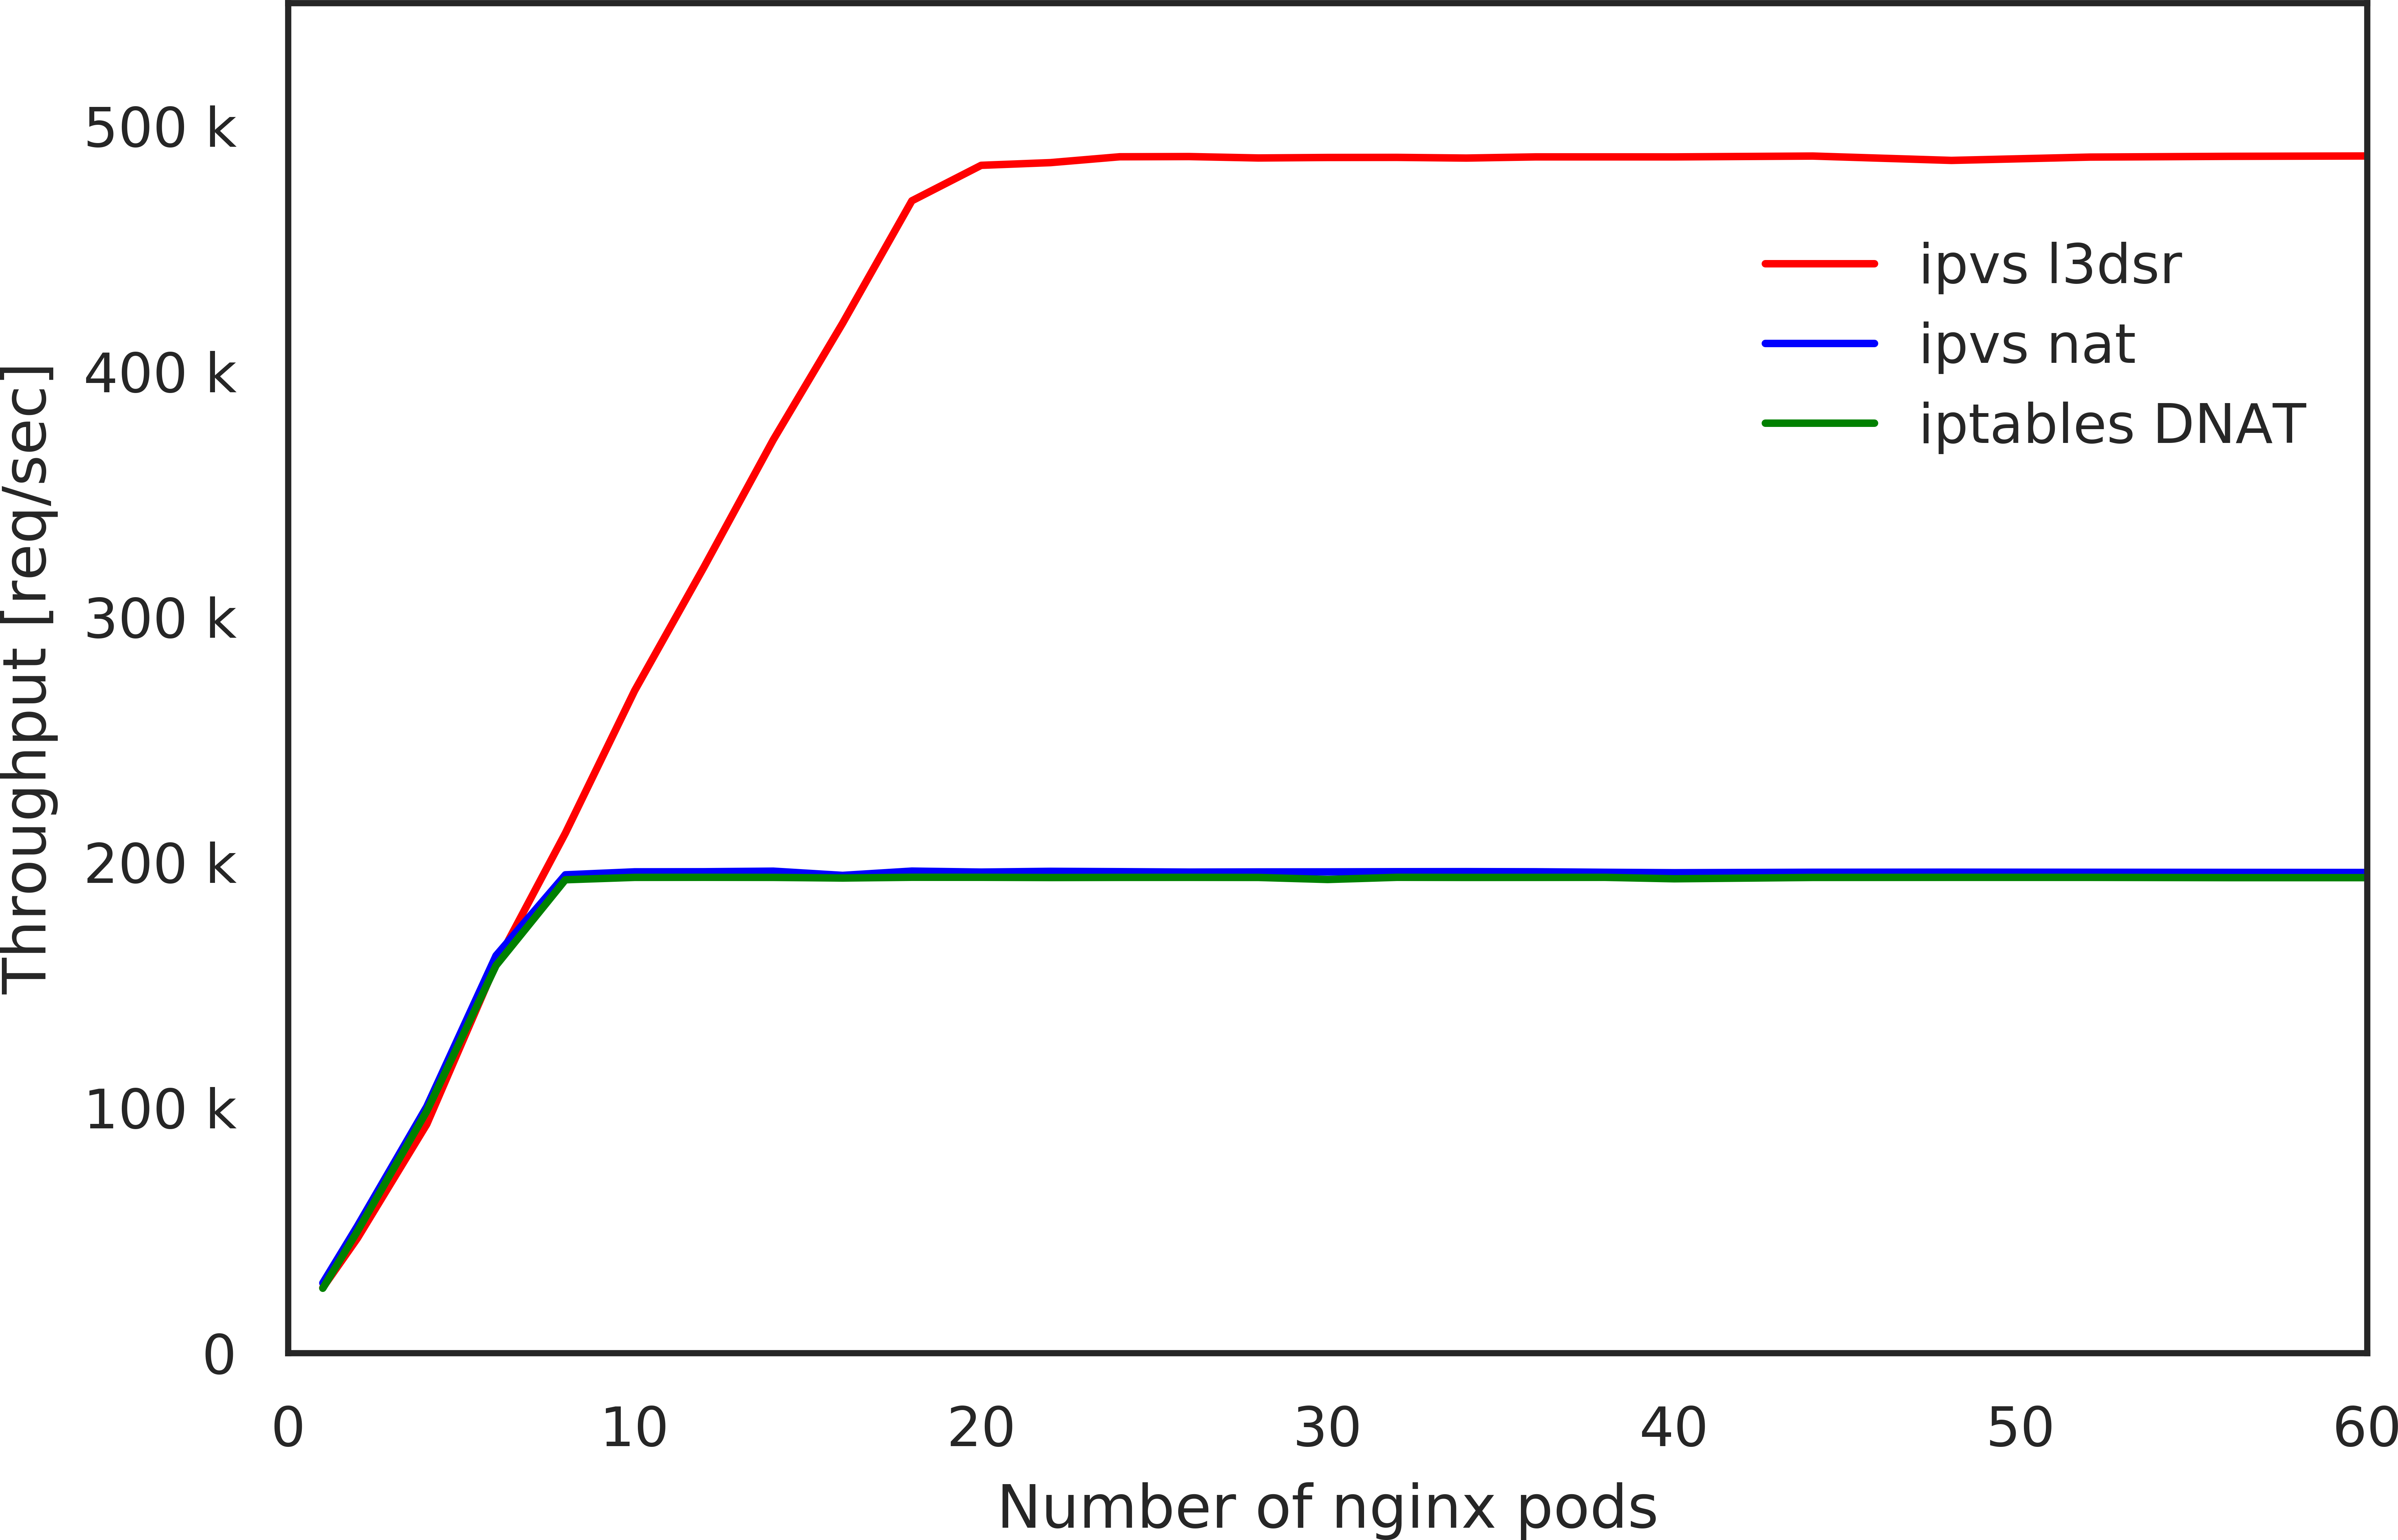 Throughput [req/sec]
500 k
400 k
300 k
200 k
100 k
0
ipvs l3dsr
ipvs nat
iptables DNAT
0 10 20 30 40 50 60
Number of nginx pods